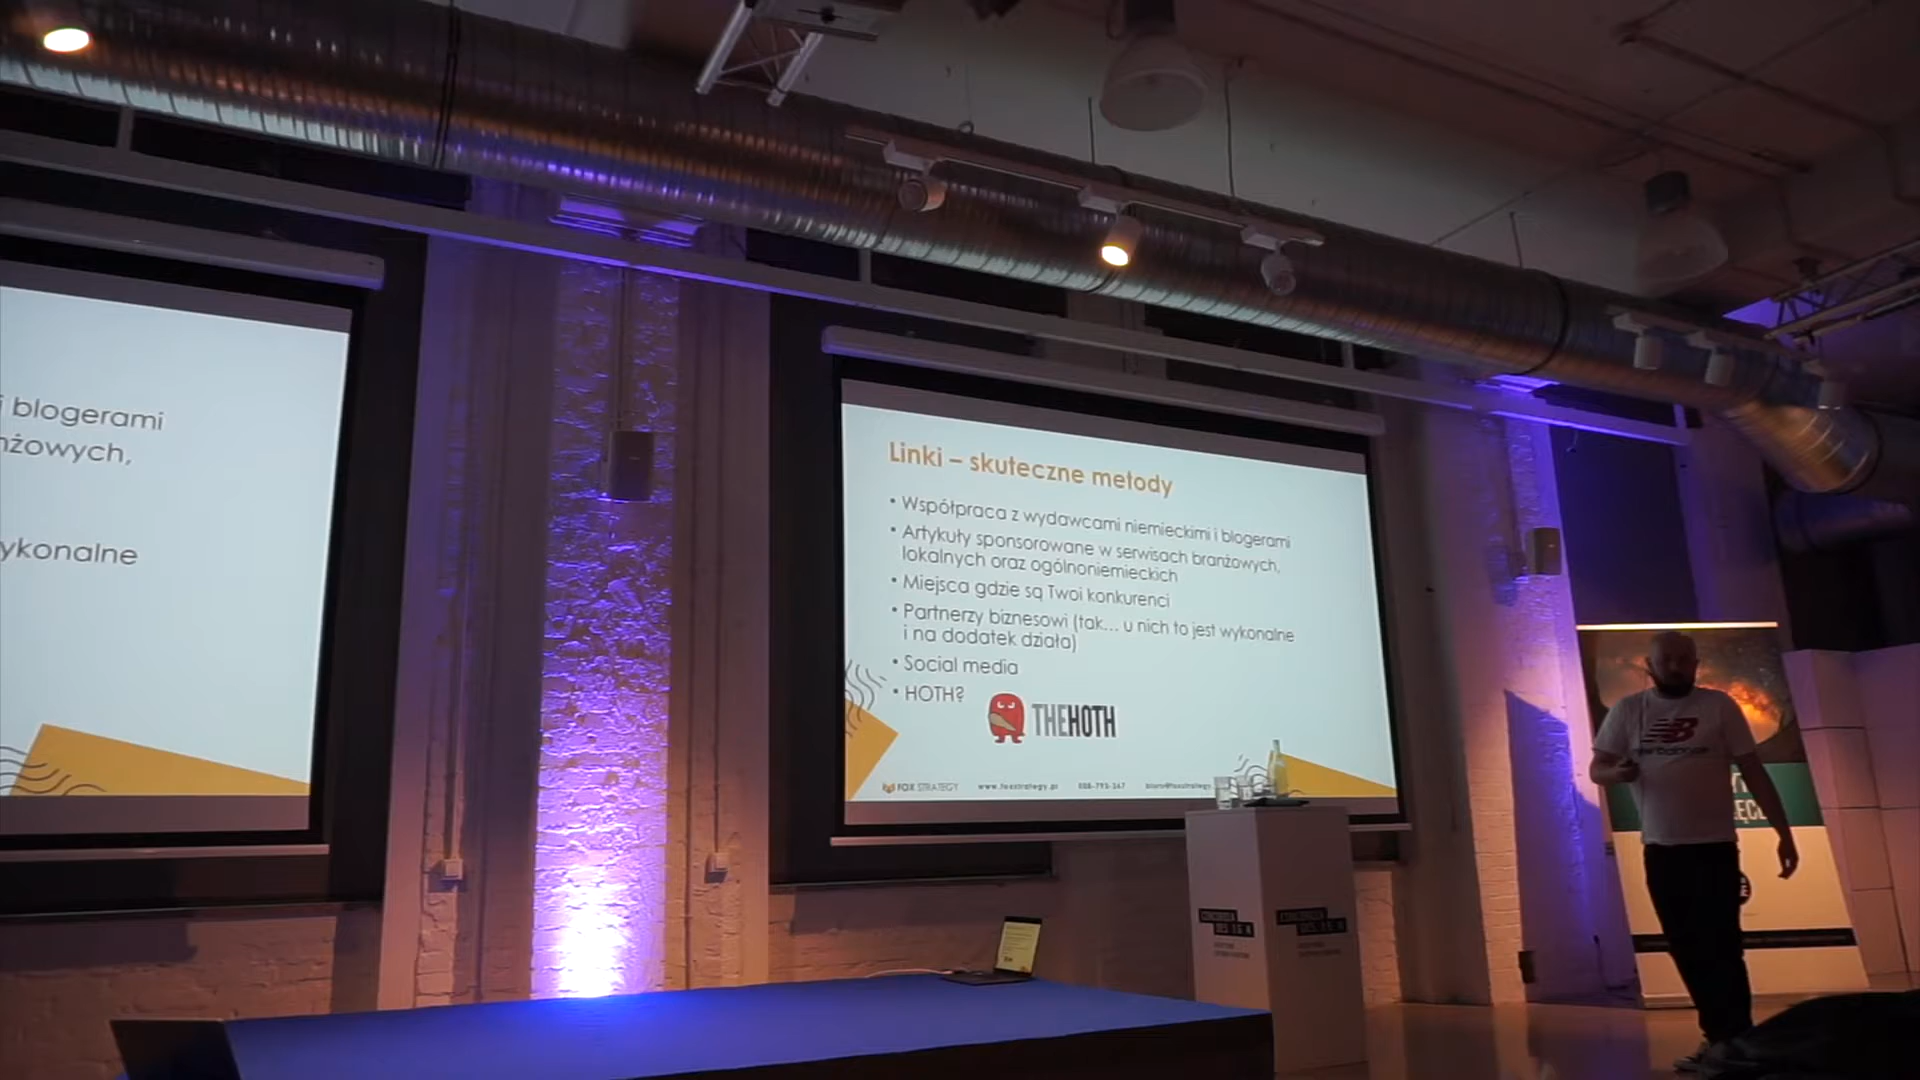 i blogerami
nżowych,
ykonalne
Linki – skuteczne metody
• Współpraca z wydawcami niemieckimi i blogerami
• Artykuły sponsorowane w serwisach branżowych,
lokalnych oraz ogólnoniemieckich
• Miejsca gdzie są Twoi konkurenci
• Partnerzy biznesowi (tak... u nich to jest wykonalne
i na dodatek działa)
• Social media
• HOTH?
THEHOTH
FOX STRATEGY www.foxstrategy.pl
new balance